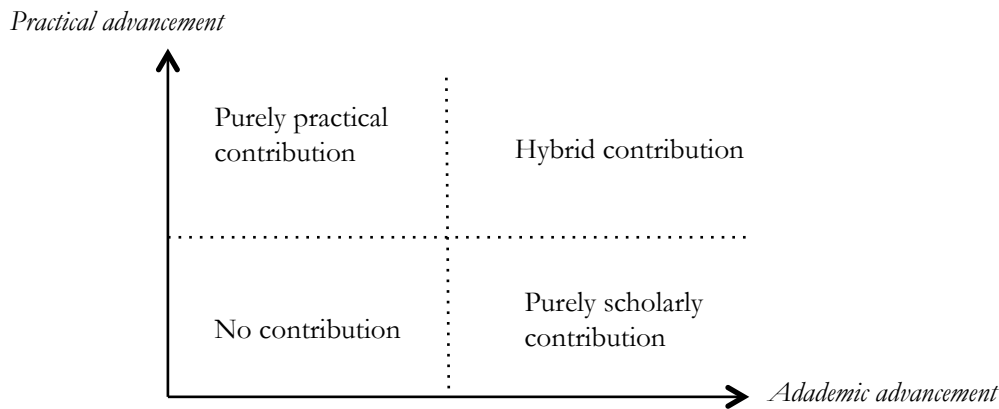 Practical advancement
Purely practical
contribution
Hybrid contribution
No contribution
Purely scholarly
contribution
Adademic advancement